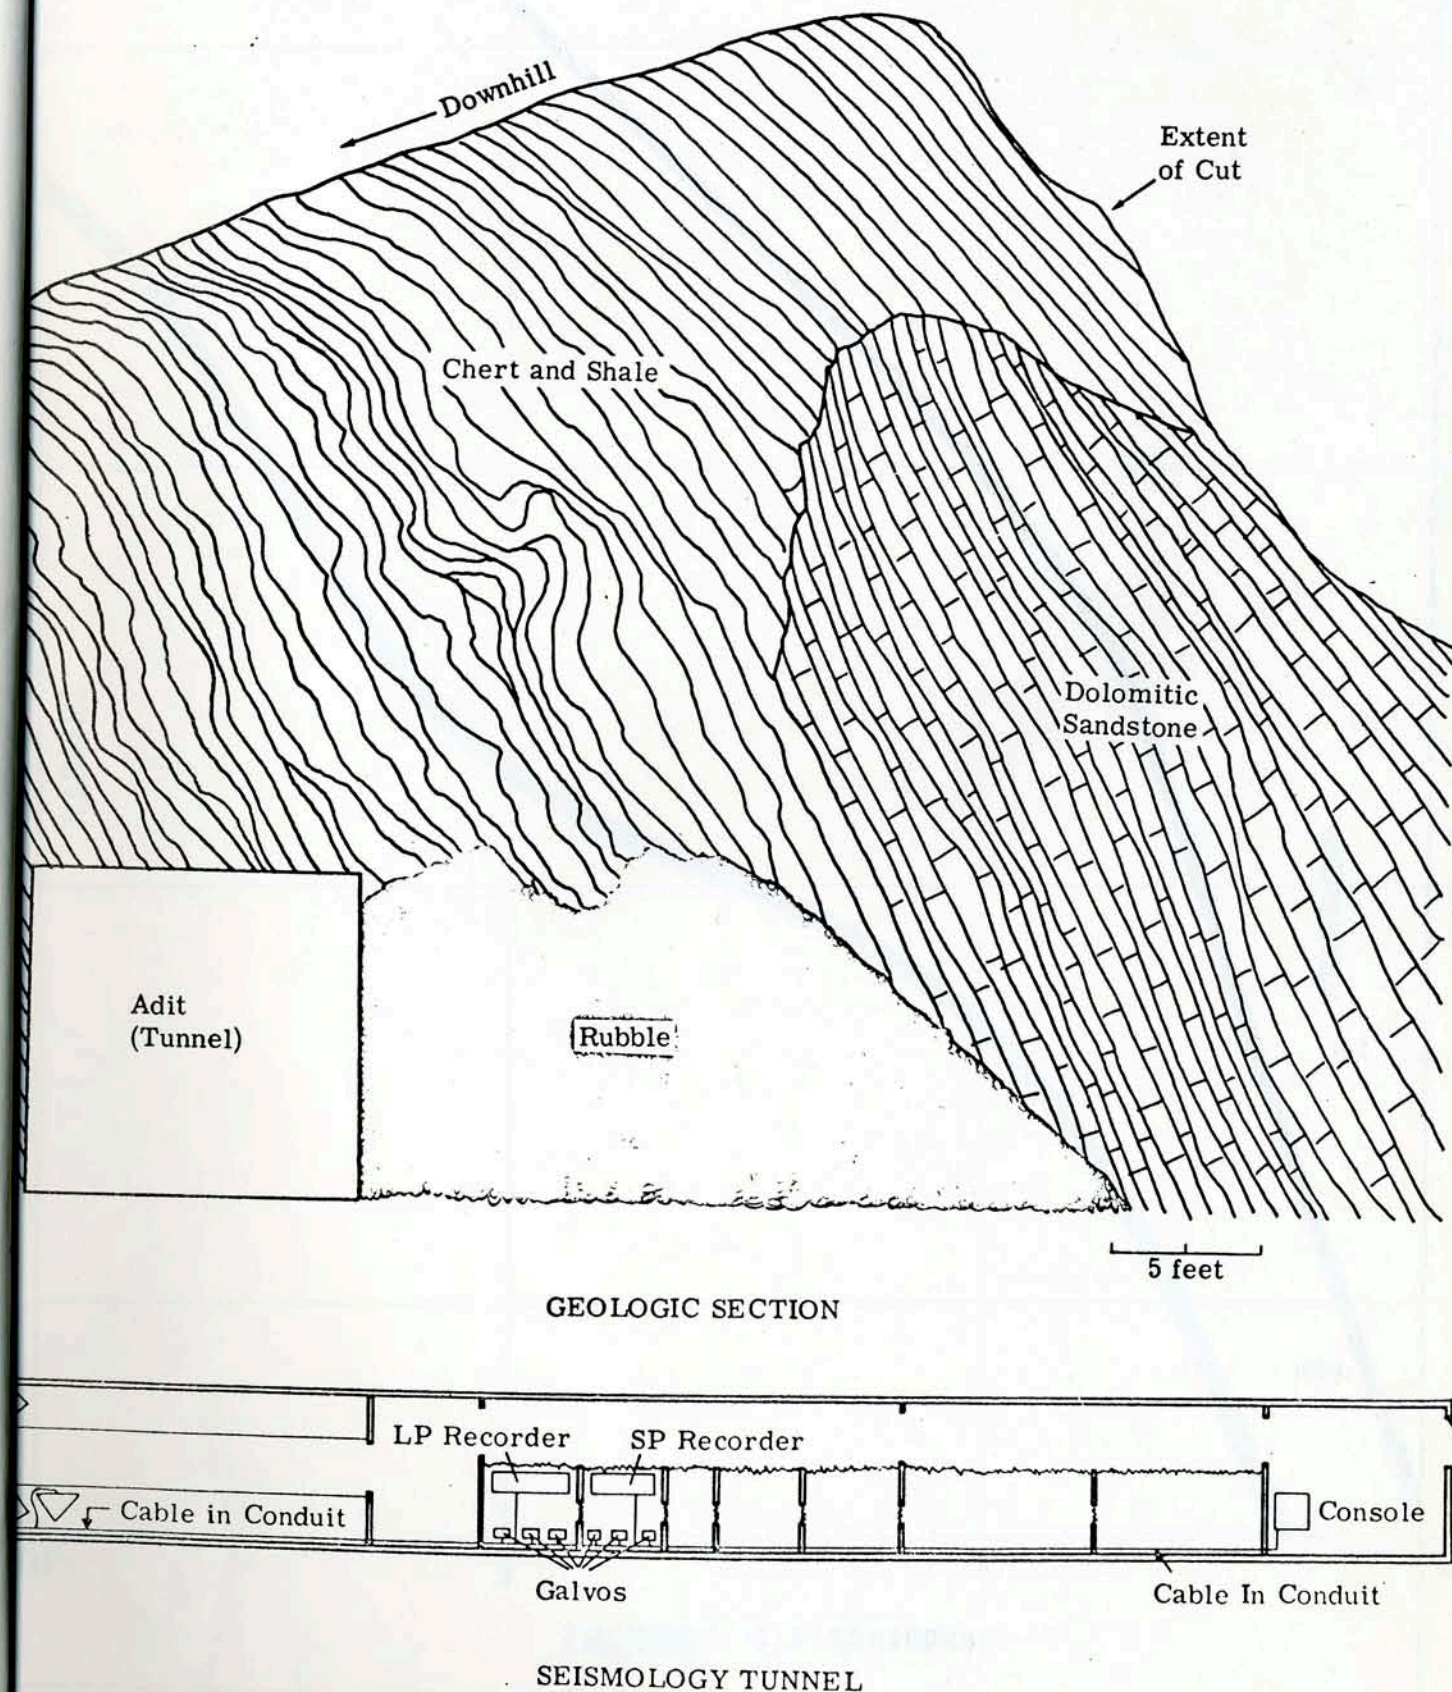 Downhill
Extent
of Cut
Chert and Shale
Dolomitic
Sandstone
Adit
(Tunnel)
Rubble
5 feet
GEOLOGIC SECTION
LP Recorder
SP Recorder
Cable in Conduit
Console
Galvos
Cable In Conduit
SEISMOLOGY TUNNEL